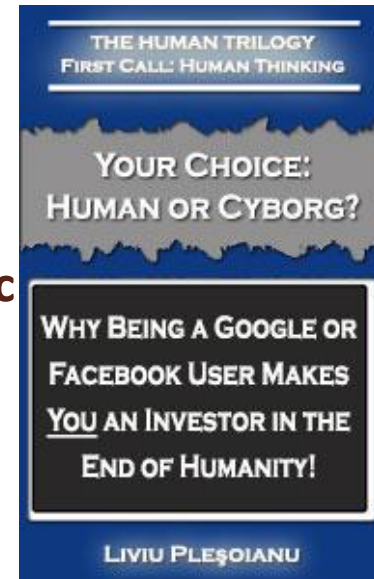 THE HUMAN TRILOGY
FIRST CALL: HUMAN THINKING
YOUR CHOICE:
HUMAN OR CYBORG?
C
WHY BEING A GOOGLE OR
FACEBOOK USER MAKES
YOU AN INVESTOR IN THE
END OF HUMANITY!
LIVIU PLEŞOIANU